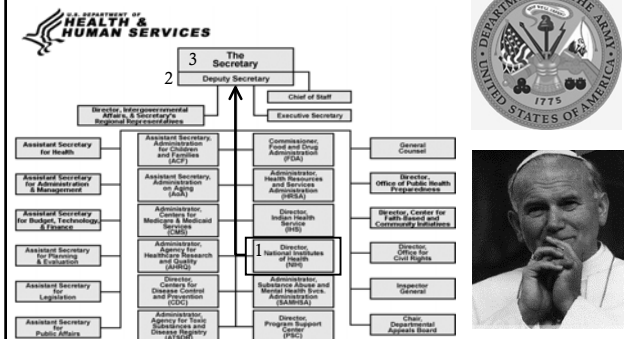 U.S. DEPARTMENT OF
HEALTH &
HUMAN SERVICES
3
The
Secretary
2
Deputy Secretary
Chief of Staff
Director, Intergovernmental
Affairs, & Secretary's
Regional Representatives
Executive Secretary
Assistant Secretary
for Health
Assistant Secretary
for Administration
& Management
Assistant Secretary
for Budget, Technology,
& Finance
Assistant Secretary
for Planning
& Evaluation
Assistant Secretary
for
Legislation
Assistant Secretary
for
Public Affairs
Assistant Secretary,
Administration
for Children
and Families
(ACF)
Assistant Secretary,
Administration
on Aging
(AoA)
Administrator,
Centers for
Medicare & Medicaid
Services
(CMS)
Administrator,
Agency for
Healthcare Research
and Quality
(AHRQ)
Director,
Centers for
Disease Control
and Prevention
(CDC)
Administrator,
Agency for Toxic
Substances and
Disease Registry
(ATSDR)
Commissioner,
Food and Drug
Administration
(FDA)
Administrator,
Health Resources
and Services
Administration
(HRSA)
Director,
Indian Health
Service
(IHS)
1
Director,
National Institutes
of Health
(NIH)
Administrator,
Substance Abuse and
Mental Health Svcs.
Administration
(SAMHSA)
Director,
Program Support
Center
(PSC)
General
Counsel
Director,
Office of Public Health
Preparedness
Director, Center for
Faith-Based and
Community Initiatives
Director,
Office for
Civil Rights
Inspector
General
Chair,
Departmental
Appeals Board
DEPARTMENT OF THE ARMY
1775
UNITED STATES OF AMERICA